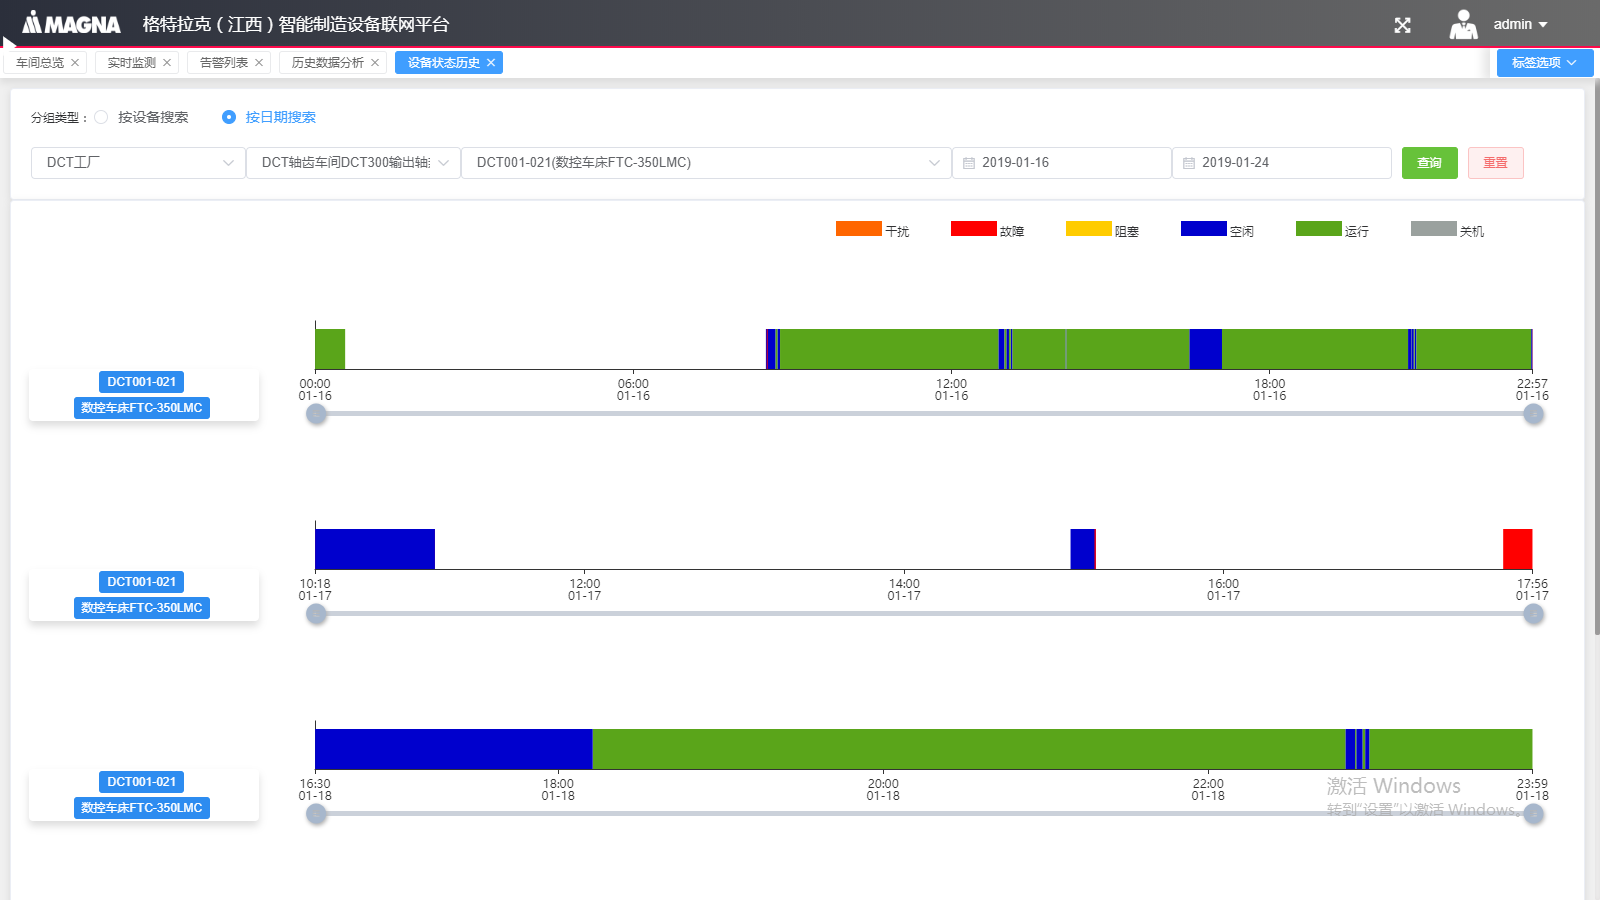 MAGNA 格特拉克（江西）智能制造设备联网平台 admin
车间总览 实时监测 告警列表 历史数据分析 设备状态历史 标签选项
分组类型： 按设备搜索 按日期搜索
DCT工厂 DCT轴齿车间DCT300输出轴 DCT001-021(数控车床FTC-350LMC) 2019-01-16 2019-01-24 查询 重置
干扰 故障 阻塞 空闲 运行 关机
DCT001-021
数控车床FTC-350LMC
00:00 06:00 12:00 18:00 22:57
01-16 01-16 01-16 01-16 01-16
DCT001-021
数控车床FTC-350LMC
10:18 12:00 14:00 16:00 17:56
01-17 01-17 01-17 01-17 01-17
DCT001-021
数控车床FTC-350LMC
16:30 18:00 20:00 22:00 23:59
01-18 01-18 01-18 01-18 01-18
激活 Windows
转到“设置”以激活 Windows。